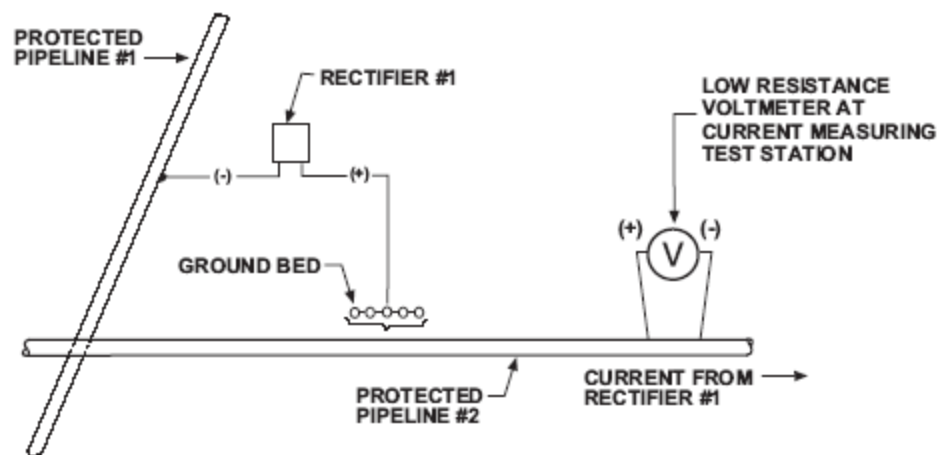 PROTECTED
PIPELINE #1
RECTIFIER #1
LOW RESISTANCE
VOLTMETER AT
CURRENT MEASURING
TEST STATION
(-)
(+)
(+)
(-)
V
GROUND BED
PROTECTED
PIPELINE #2
CURRENT FROM
RECTIFIER #1